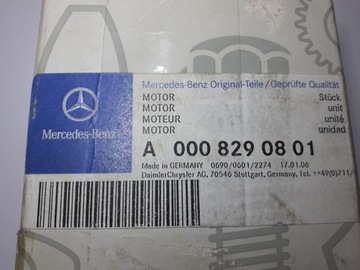 Mercedes-Benz Original-Teile/Geprüfte Qualität
MOTOR Stück
MOTOR unit
MOTEUR unité
MOTOR unidad
Mercedes-Benz
A 000 829 08 01
Made in GERMANY 0690/0601/2274 17.01.06
DaimlerChrysler AG, 70546 Stuttgart, Germany, Tel. ++49(0)711/